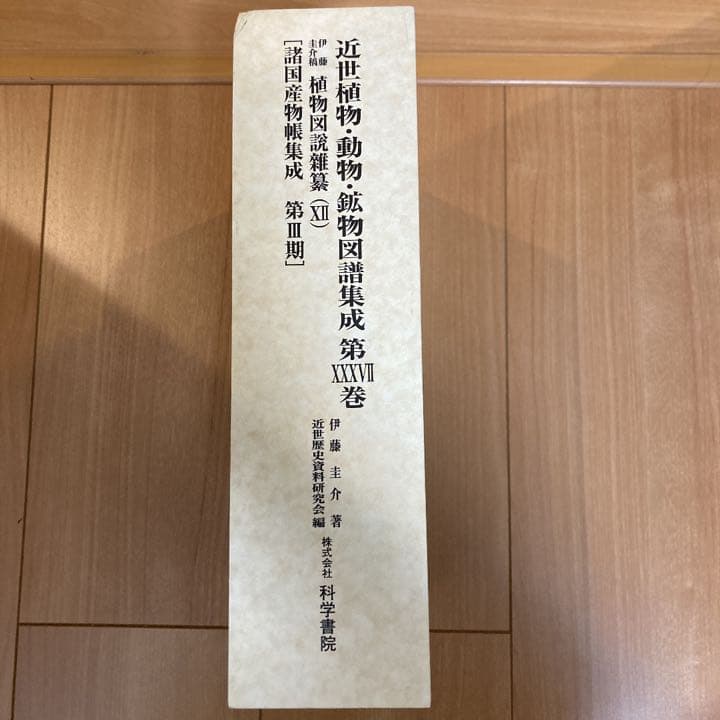 近世植物・動物・鉱物図譜集成 第XXXVII巻
伊藤圭介稿 植物図説雑纂(XII)
[諸国産物帳集成 第III期]
伊藤圭介著
近世歴史資料研究会編
株式会社 科学書院